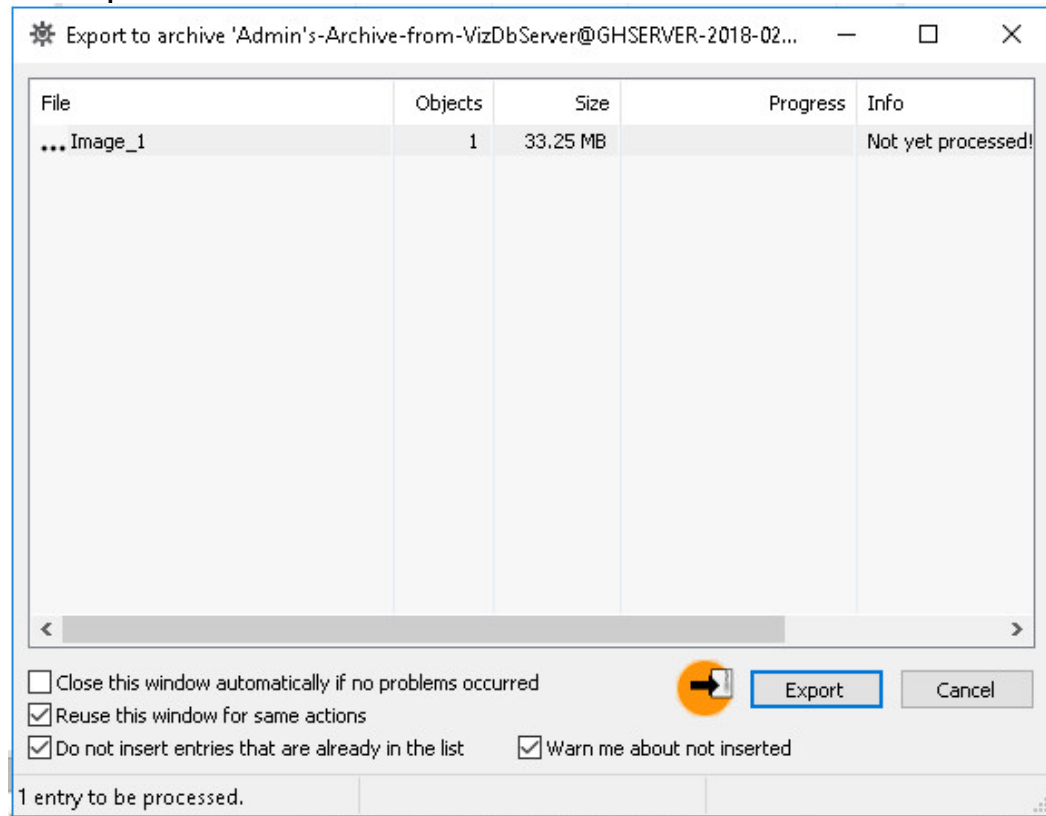 Export to archive 'Admin's-Archive-from-VizDbServer@GHSERVER-2018-02...
File Objects Size Progress Info
... Image_1 1 33.25 MB Not yet processed!
Close this window automatically if no problems occurred
Export Cancel
Reuse this window for same actions
Do not insert entries that are already in the list Warn me about not inserted
1 entry to be processed.